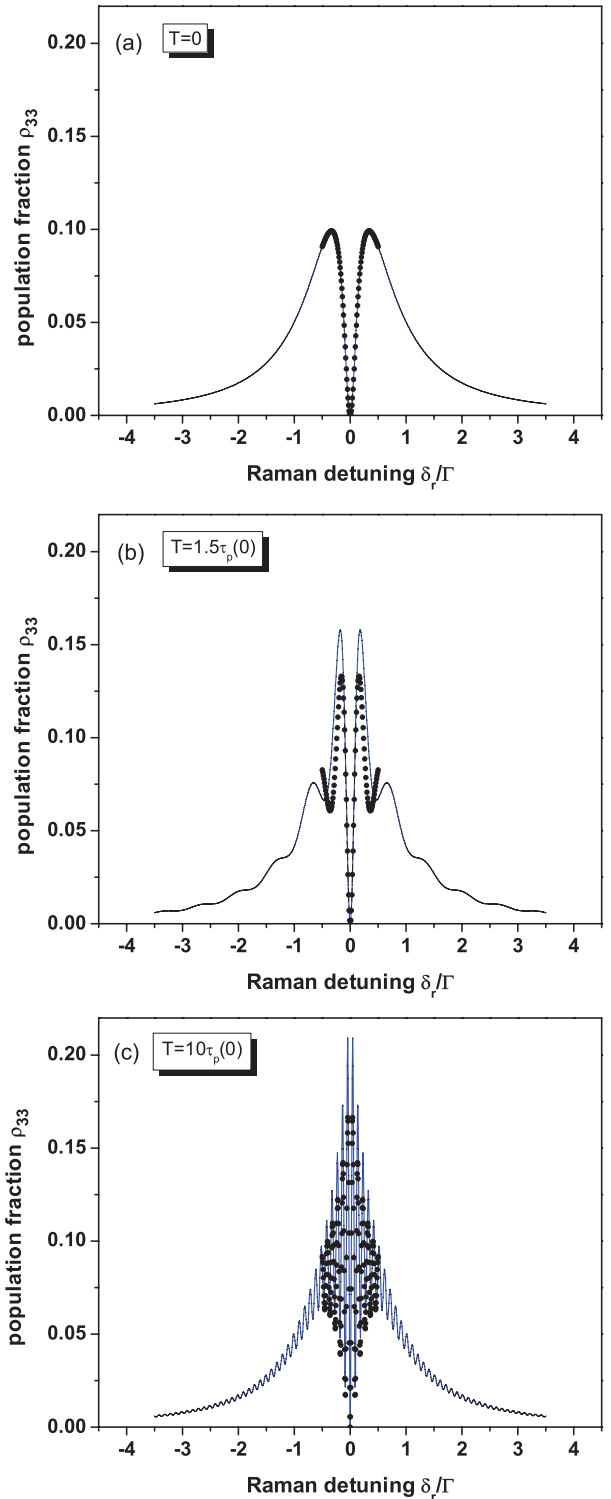 (a) T=0
population fraction ρ33
0.20
0.15
0.10
0.05
0.00
-4 -3 -2 -1 0 1 2 3 4
Raman detuning δr/Γ
(b) T=1.5τp(0)
population fraction ρ33
0.20
0.15
0.10
0.05
0.00
-4 -3 -2 -1 0 1 2 3 4
Raman detuning δr/Γ
(c) T=10τp(0)
population fraction ρ33
0.20
0.15
0.10
0.05
0.00
-4 -3 -2 -1 0 1 2 3 4
Raman detuning δr/Γ